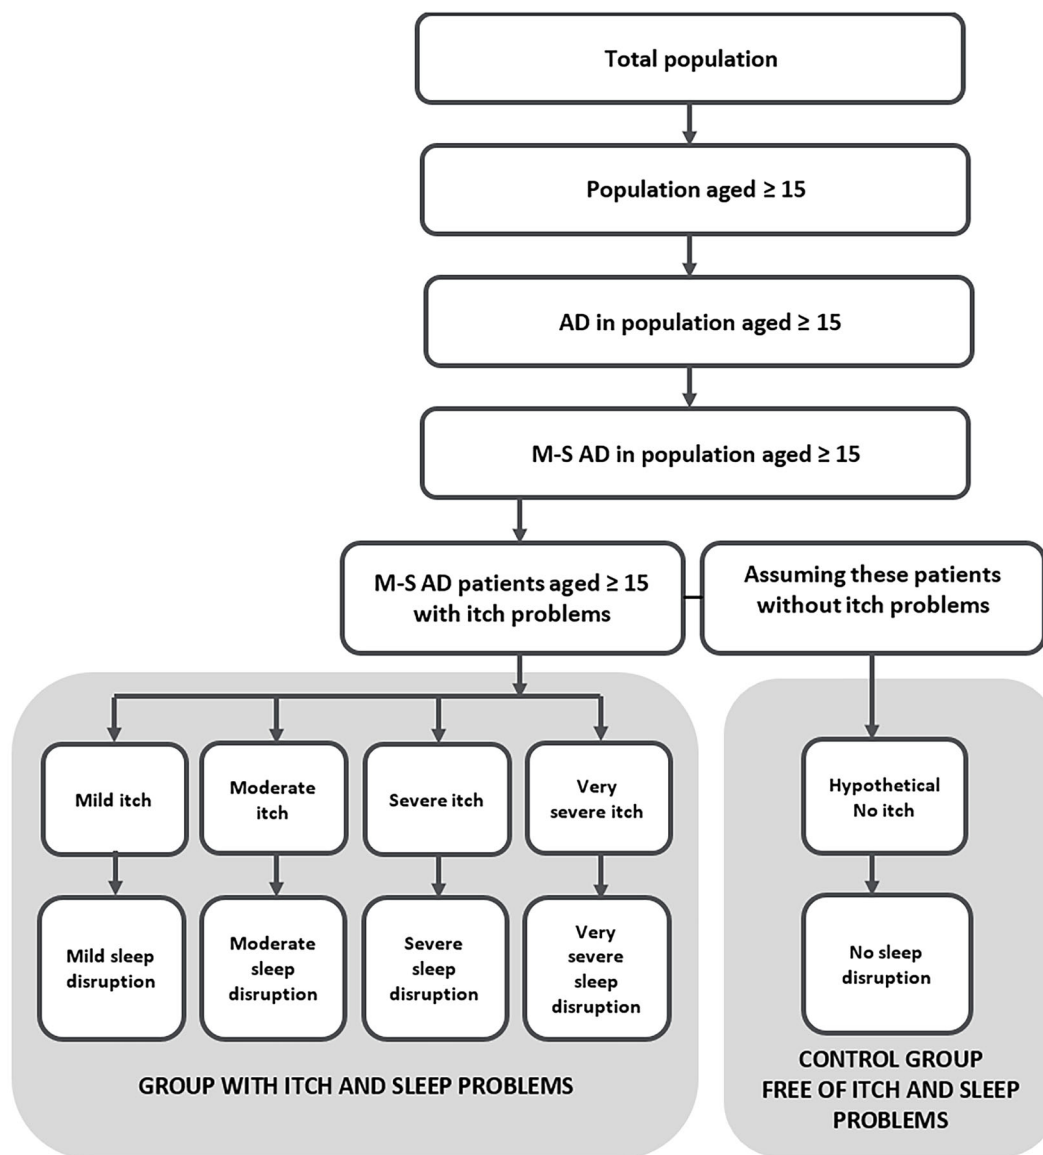 Total population
Population aged ≥ 15
AD in population aged ≥ 15
M-S AD in population aged ≥ 15
M-S AD patients aged ≥ 15
with itch problems
Assuming these patients
without itch problems
Mild itch
Moderate
itch
Severe itch
Very
severe itch
Hypothetical
No itch
Mild sleep
disruption
Moderate
sleep
disruption
Severe
sleep
disruption
Very
severe
sleep
disruption
No sleep
disruption
GROUP WITH ITCH AND SLEEP PROBLEMS
CONTROL GROUP
FREE OF ITCH AND SLEEP
PROBLEMS